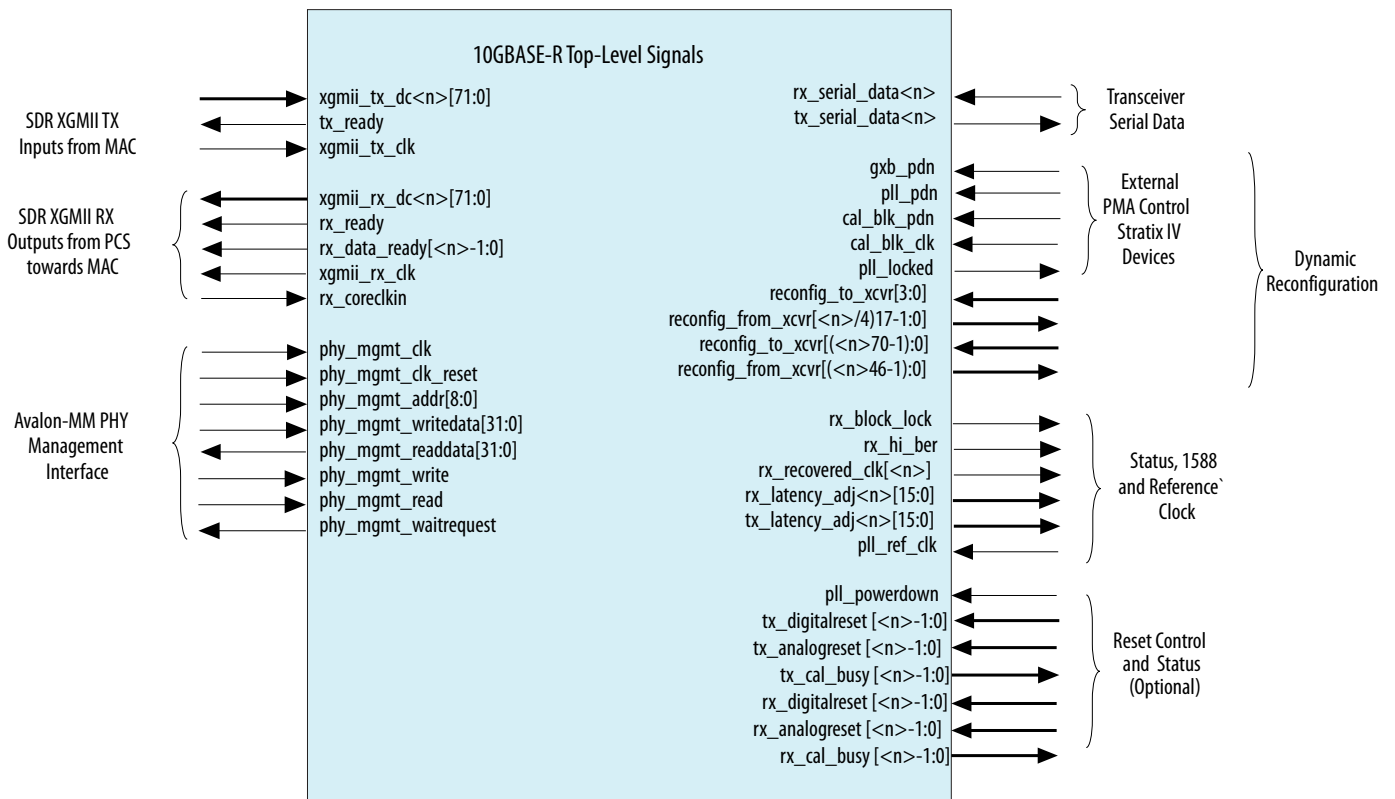 10GBASE-R Top-Level Signals
SDR XGMII TX
Inputs from MAC
xgmii_tx_dc<n>[71:0]
tx_ready
xgmii_tx_clk
SDR XGMII RX
Outputs from PCS
towards MAC
xgmii_rx_dc<n>[71:0]
rx_ready
rx_data_ready[<n>-1:0]
xgmii_rx_clk
rx_coreclkin
Avalon-MM PHY
Management
Interface
phy_mgmt_clk
phy_mgmt_clk_reset
phy_mgmt_addr[8:0]
phy_mgmt_writedata[31:0]
phy_mgmt_readdata[31:0]
phy_mgmt_write
phy_mgmt_read
phy_mgmt_waitrequest
rx_serial_data<n>
tx_serial_data<n>
Transceiver
Serial Data
gxb_pdn
pll_pdn
cal_blk_pdn
cal_blk_clk
pll_locked
External
PMA Control
Stratix IV
Devices
reconfig_to_xcvr[3:0]
reconfig_from_xcvr[<n>/4)17-1:0]
reconfig_to_xcvr[(<n>70-1):0]
reconfig_from_xcvr[(<n>46-1):0]
Dynamic
Reconfiguration
rx_block_lock
rx_hi_ber
rx_recovered_clk[<n>]
rx_latency_adj<n>[15:0]
tx_latency_adj<n>[15:0]
pll_ref_clk
Status, 1588
and Reference`
Clock
pll_powerdown
tx_digitalreset [<n>-1:0]
tx_analogreset [<n>-1:0]
tx_cal_busy [<n>-1:0]
rx_digitalreset [<n>-1:0]
rx_analogreset [<n>-1:0]
rx_cal_busy [<n>-1:0]
Reset Control
and Status
(Optional)